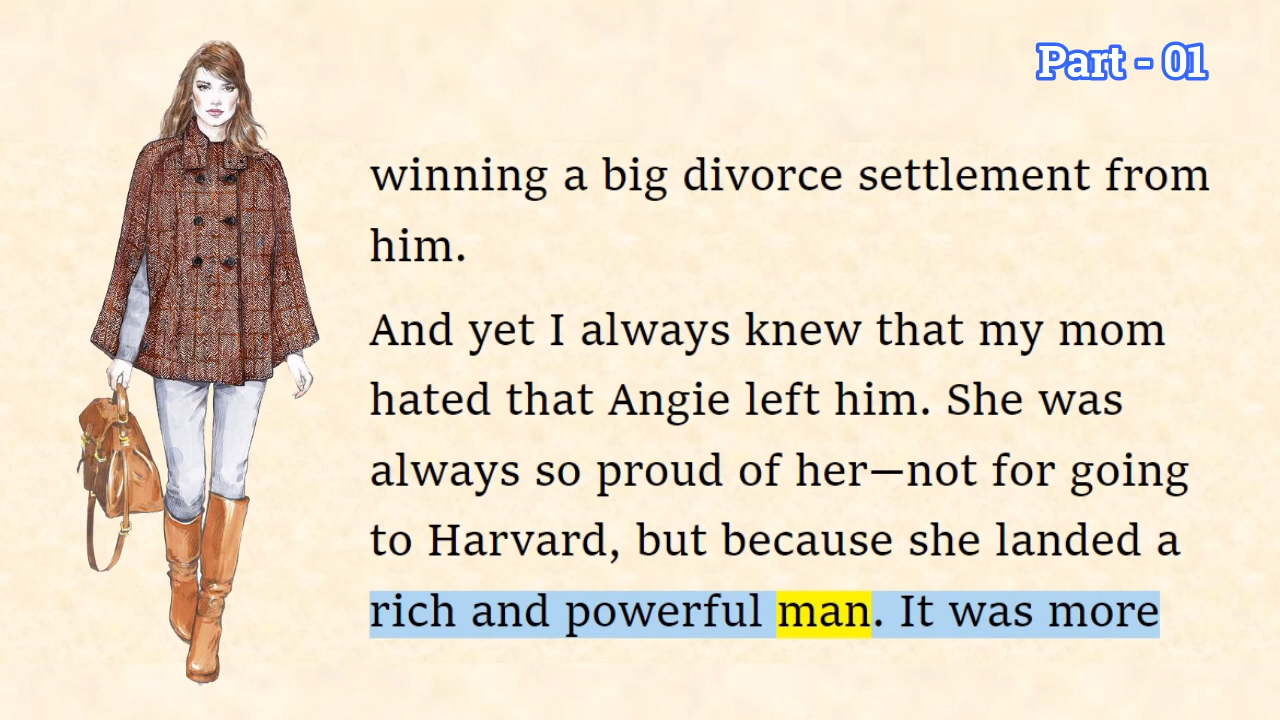 Part - 01
winning a big divorce settlement from
him.
And yet I always knew that my mom
hated that Angie left him. She was
always so proud of her—not for going
to Harvard, but because she landed a
rich and powerful man. It was more